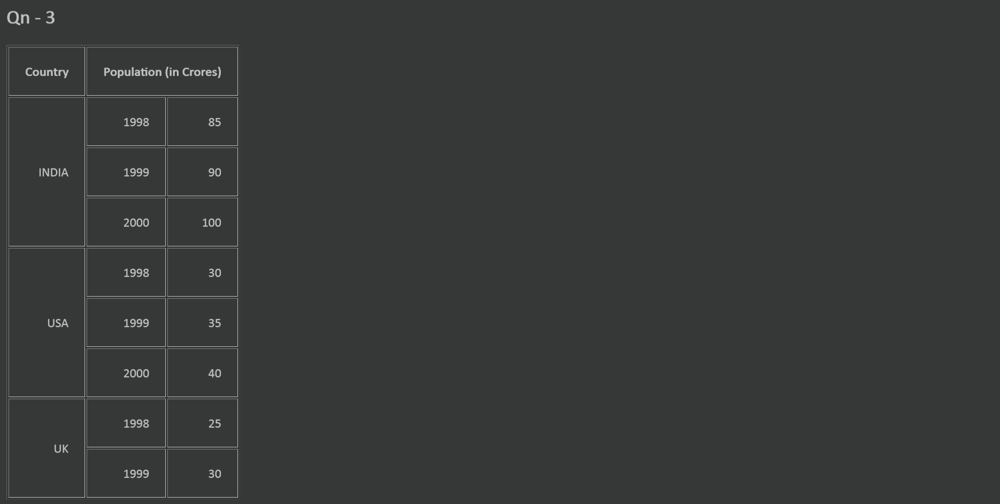 Qn - 3
Country Population (in Crores)
INDIA 1998 85
1999 90
2000 100
USA 1998 30
1999 35
2000 40
UK 1998 25
1999 30